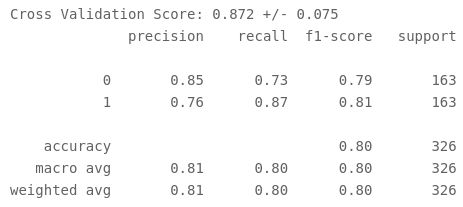 Cross Validation Score: 0.872 +/- 0.075
precision recall f1-score support
0 0.85 0.73 0.79 163
1 0.76 0.87 0.81 163
accuracy 0.80 326
macro avg 0.81 0.80 0.80 326
weighted avg 0.81 0.80 0.80 326